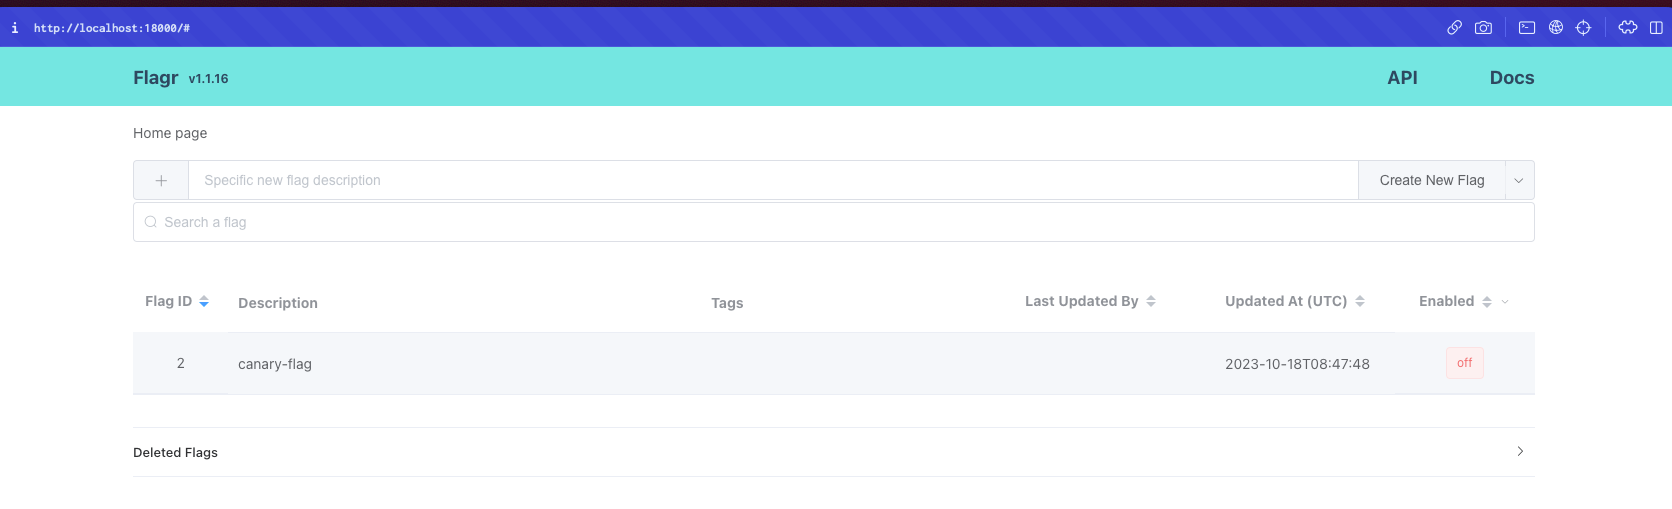 i http://localhost:18000/#
Flagr v1.1.16 API Docs
Home page
Specific new flag description Create New Flag
Search a flag
Flag ID Description Tags Last Updated By Updated At (UTC) Enabled
2 canary-flag 2023-10-18T08:47:48 off
Deleted Flags